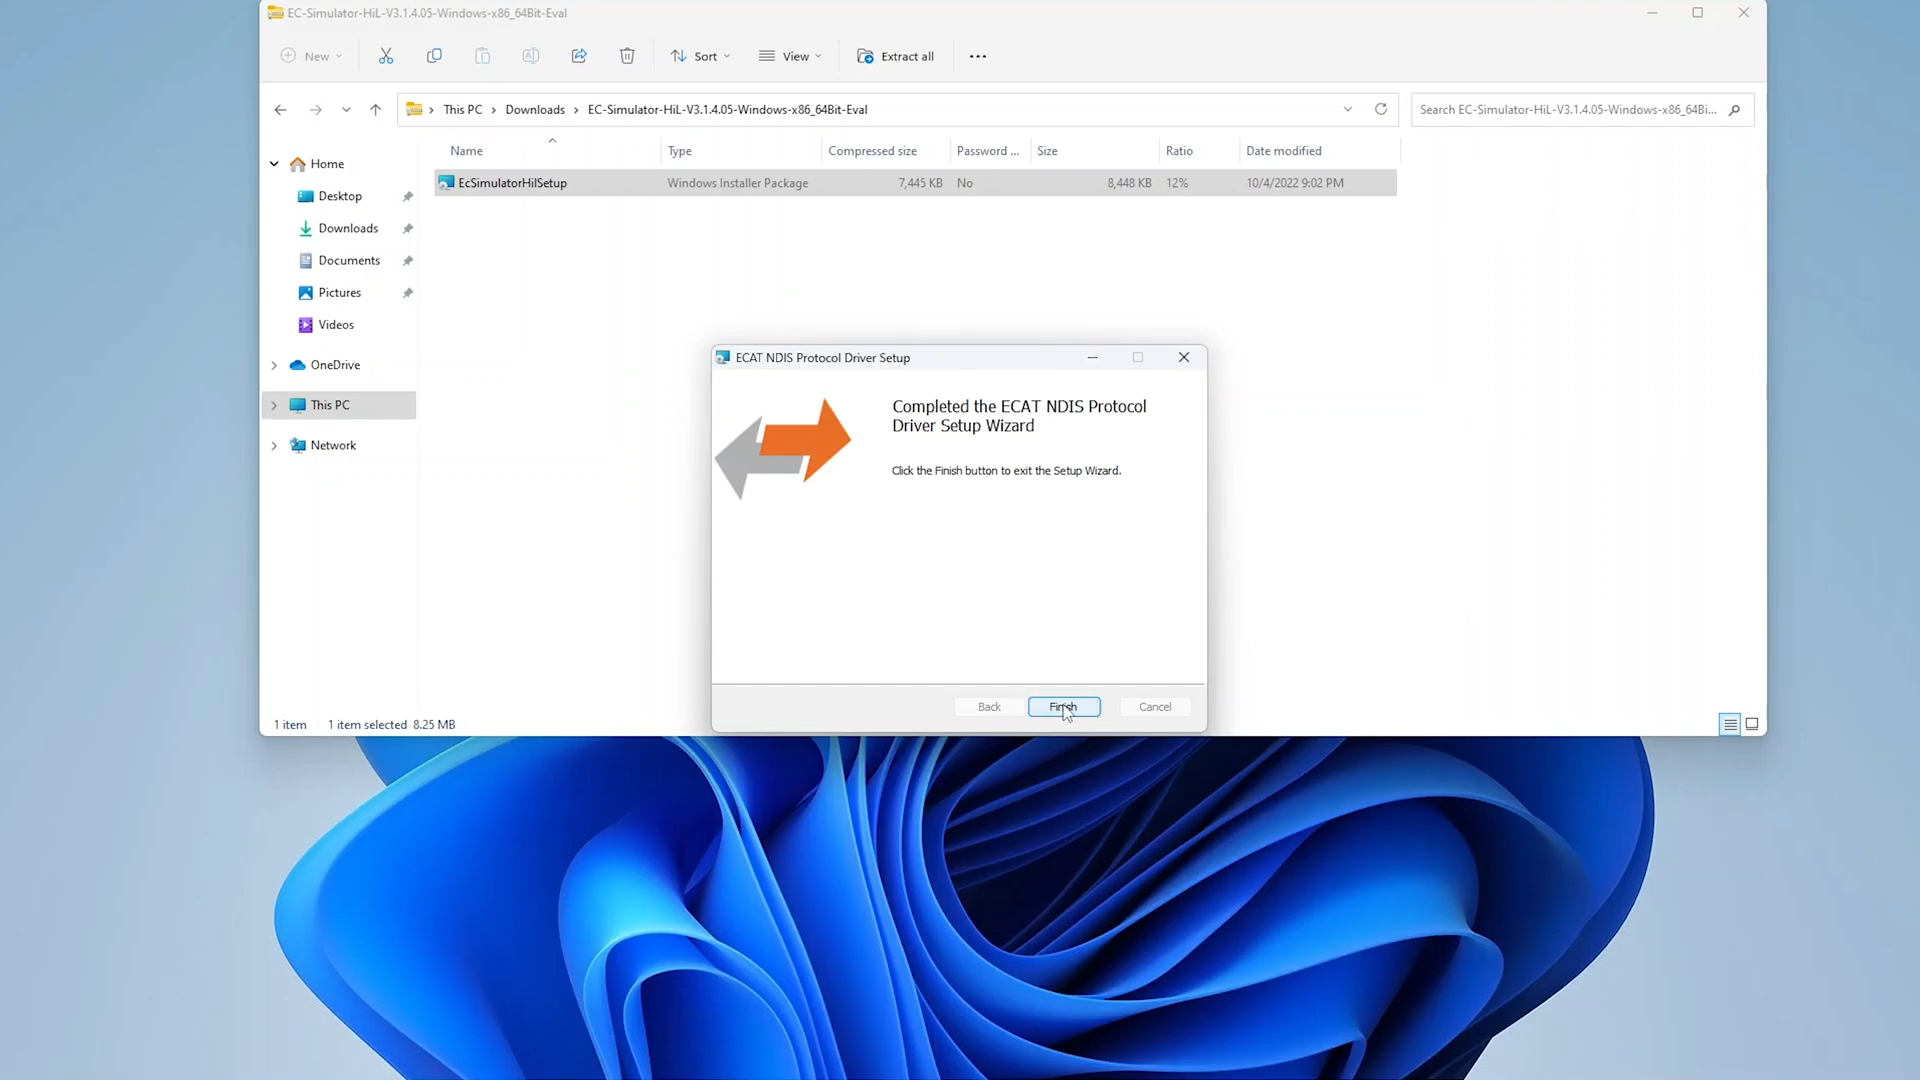 EC-Simulator-HiL-V3.1.4.05-Windows-x86_64Bit-Eval
New
Sort
View
Extract all
This PC > Downloads > EC-Simulator-HiL-V3.1.4.05-Windows-x86_64Bit-Eval
Search EC-Simulator-HiL-V3.1.4.05-Windows-x86_64Bi...
Name Type Compressed size Password ... Size Ratio Date modified
EcSimulatorHilSetup Windows Installer Package 7,445 KB No 8,448 KB 12% 10/4/2022 9:02 PM
Home
Desktop
Downloads
Documents
Pictures
Videos
OneDrive
This PC
Network
ECAT NDIS Protocol Driver Setup
Completed the ECAT NDIS Protocol
Driver Setup Wizard
Click the Finish button to exit the Setup Wizard.
Back Finish Cancel
1 item 1 item selected 8.25 MB